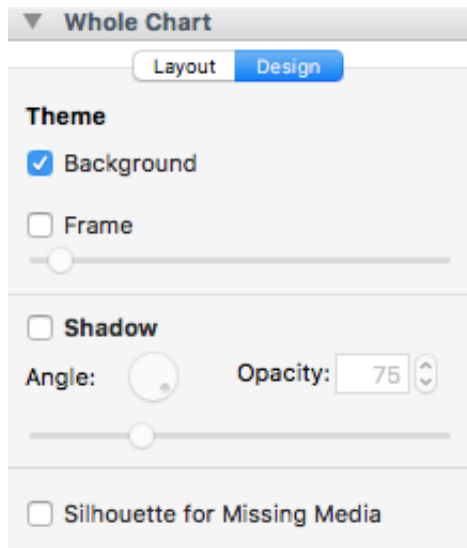 Whole Chart
Layout Design
Theme
Background
Frame
Shadow
Angle: Opacity: 75
Silhouette for Missing Media